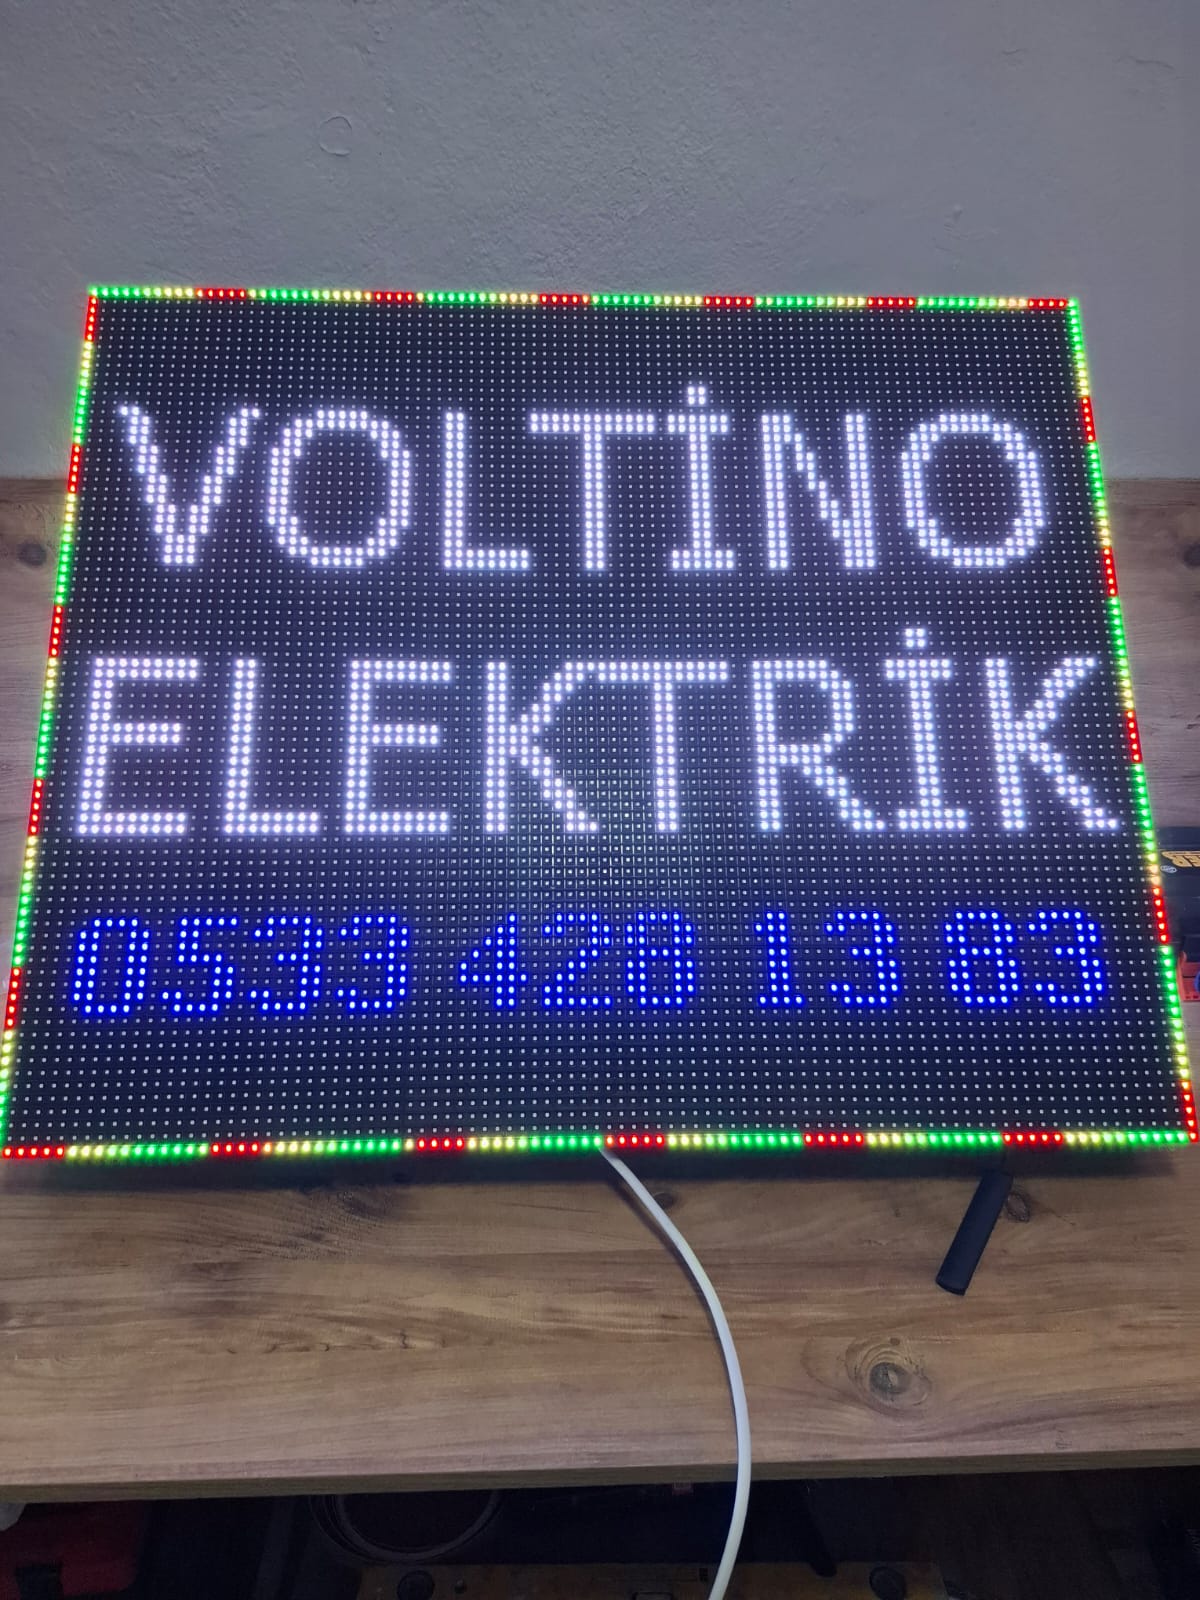 VOLTİNO
ELEKTRİK
0533 428 13 83